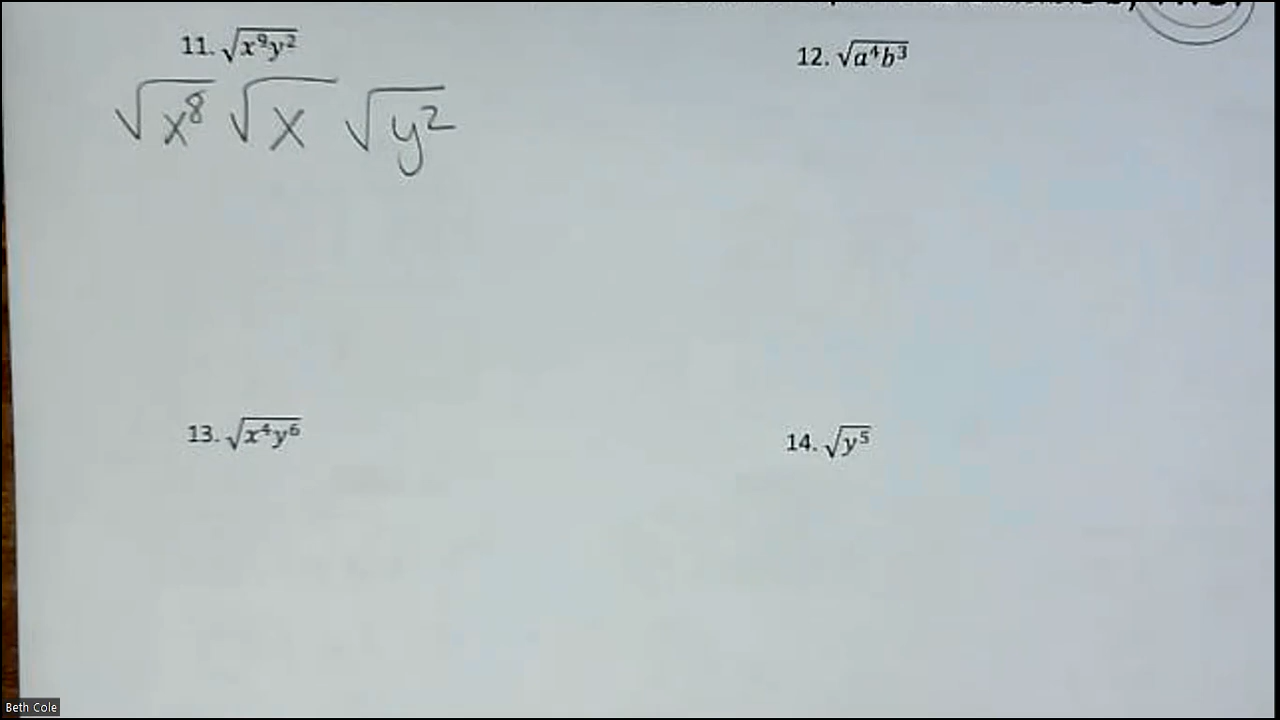 11. √x⁹y²
12. √a⁴b³
√x⁸ √x √y²
13. √x⁴y⁶
14. √y⁵
Beth Cole